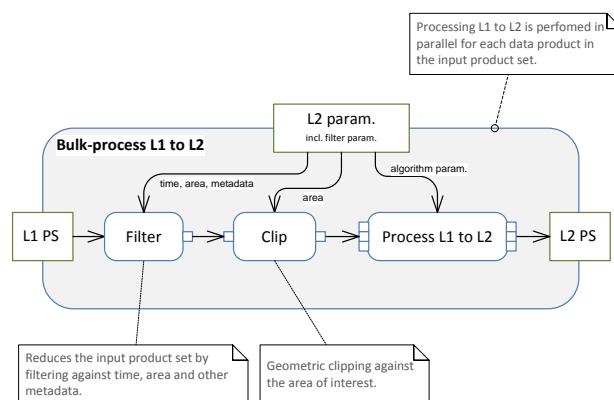 Processing L1 to L2 is perfomed in
parallel for each data product in
the input product set.
L2 param.
incl. filter param.
Bulk-process L1 to L2
time, area, metadata
area
algorithm param.
L1 PS
Filter
Clip
Process L1 to L2
L2 PS
Reduces the input product set by
filtering against time, area and other
metadata.
Geometric clipping against
the area of interest.